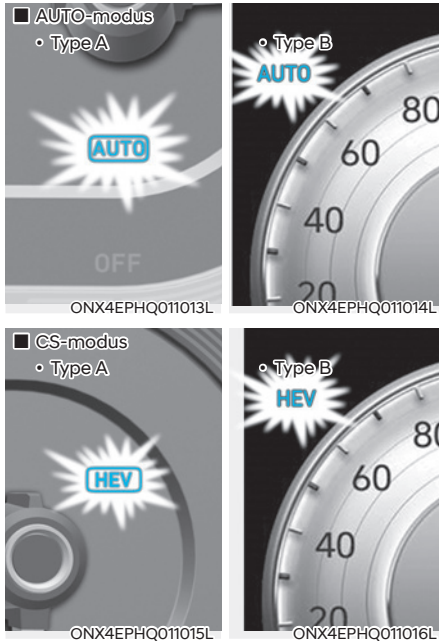 ■ AUTO-modus
• Type A
AUTO
OFF
ONX4EPHQ011013L
• Type B
AUTO
80
60
40
20
ONX4EPHQ011014L
■ CS-modus
• Type A
HEV
ONX4EPHQ011015L
• Type B
HEV
80
60
40
20
ONX4EPHQ011016L